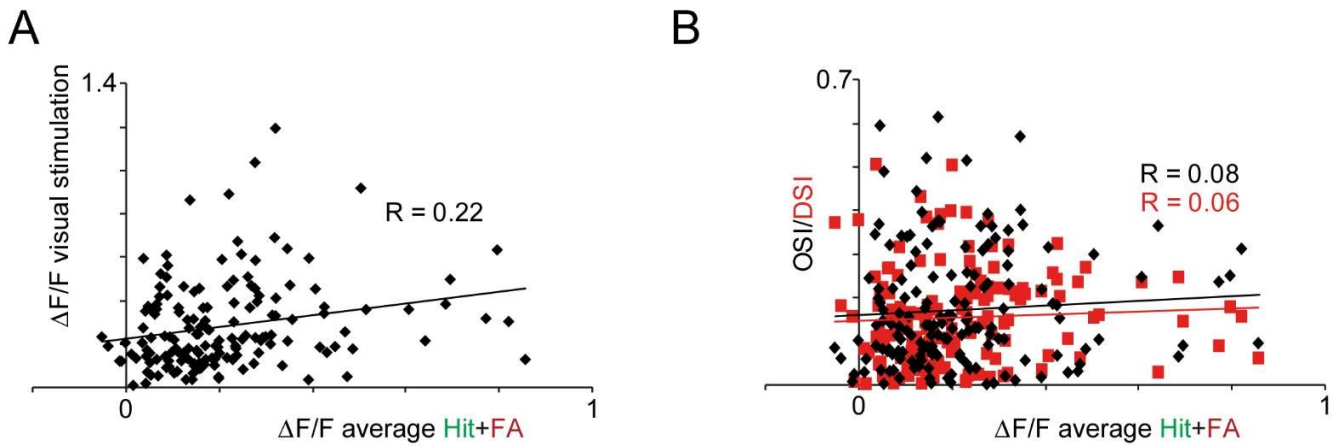 A
1.4
ΔF/F visual stimulation
R = 0.22
0
1
ΔF/F average Hit+FA
B
0.7
OSI/DSI
R = 0.08
R = 0.06
0
1
ΔF/F average Hit+FA